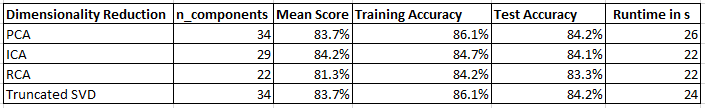 Dimensionality Reduction n_components Mean Score Training Accuracy Test Accuracy Runtime in s
PCA 34 83.7% 86.1% 84.2% 26
ICA 29 84.2% 84.7% 84.1% 22
RCA 22 81.3% 84.2% 83.3% 22
Truncated SVD 34 83.7% 86.1% 84.2% 24